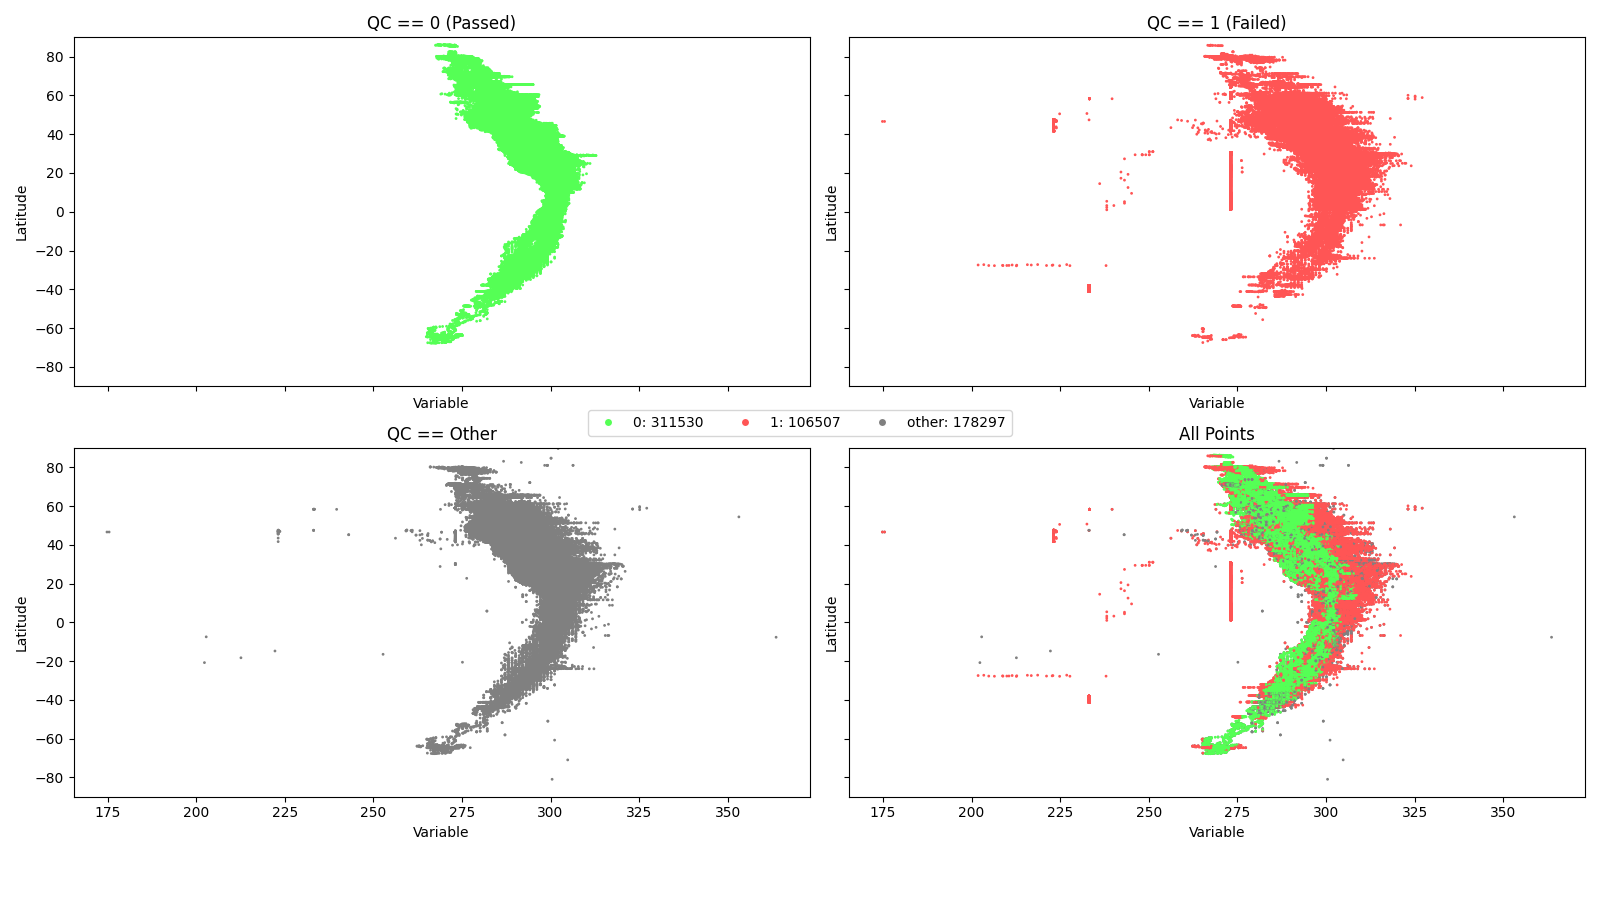 QC == 0 (Passed)
QC == 1 (Failed)
80
60
40
20
0
−20
−40
−60
−80
Latitude
Latitude
Variable
Variable
0: 311530
1: 106507
other: 178297
QC == Other
All Points
80
60
40
20
0
−20
−40
−60
−80
Latitude
Latitude
175 200 225 250 275 300 325 350
175 200 225 250 275 300 325 350
Variable
Variable